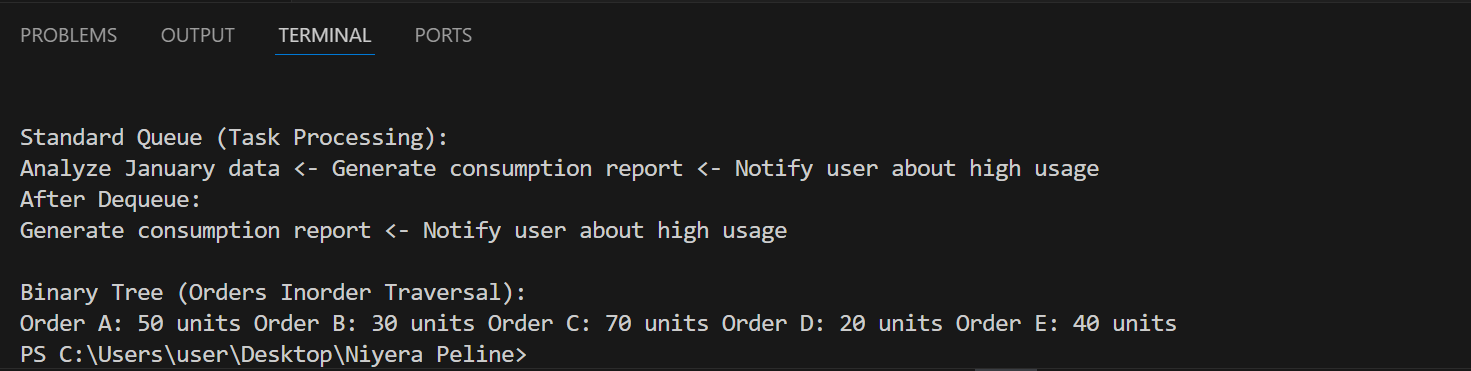 PROBLEMS OUTPUT TERMINAL PORTS
Standard Queue (Task Processing):
Analyze January data <- Generate consumption report <- Notify user about high usage
After Dequeue:
Generate consumption report <- Notify user about high usage
Binary Tree (Orders Inorder Traversal):
Order A: 50 units Order B: 30 units Order C: 70 units Order D: 20 units Order E: 40 units
PS C:\Users\user\Desktop\Niyera Peline>